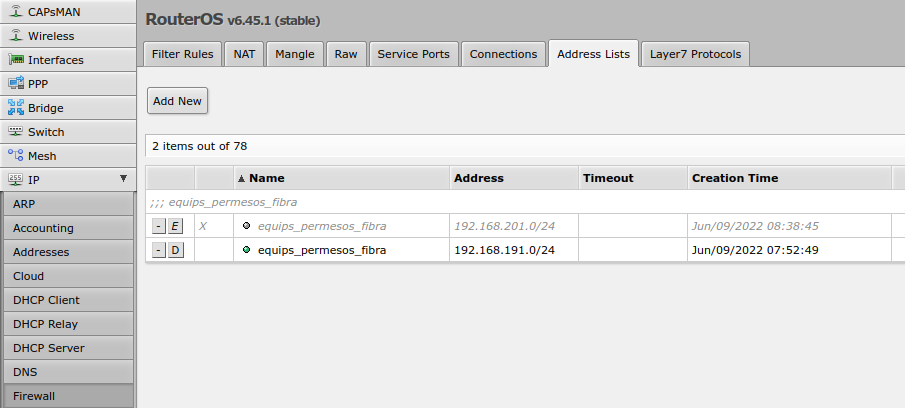 CAPsMAN
Wireless
Interfaces
PPP
Bridge
Switch
Mesh
255 IP ▼
ARP
Accounting
Addresses
Cloud
DHCP Client
DHCP Relay
DHCP Server
DNS
Firewall
RouterOS v6.45.1 (stable)
Filter Rules NAT Mangle Raw Service Ports Connections Address Lists Layer7 Protocols
Add New
2 items out of 78
▲ Name Address Timeout Creation Time
;;; equips_permesos_fibra
- E X equips_permesos_fibra 192.168.201.0/24 Jun/09/2022 08:38:45
- D equips_permesos_fibra 192.168.191.0/24 Jun/09/2022 07:52:49